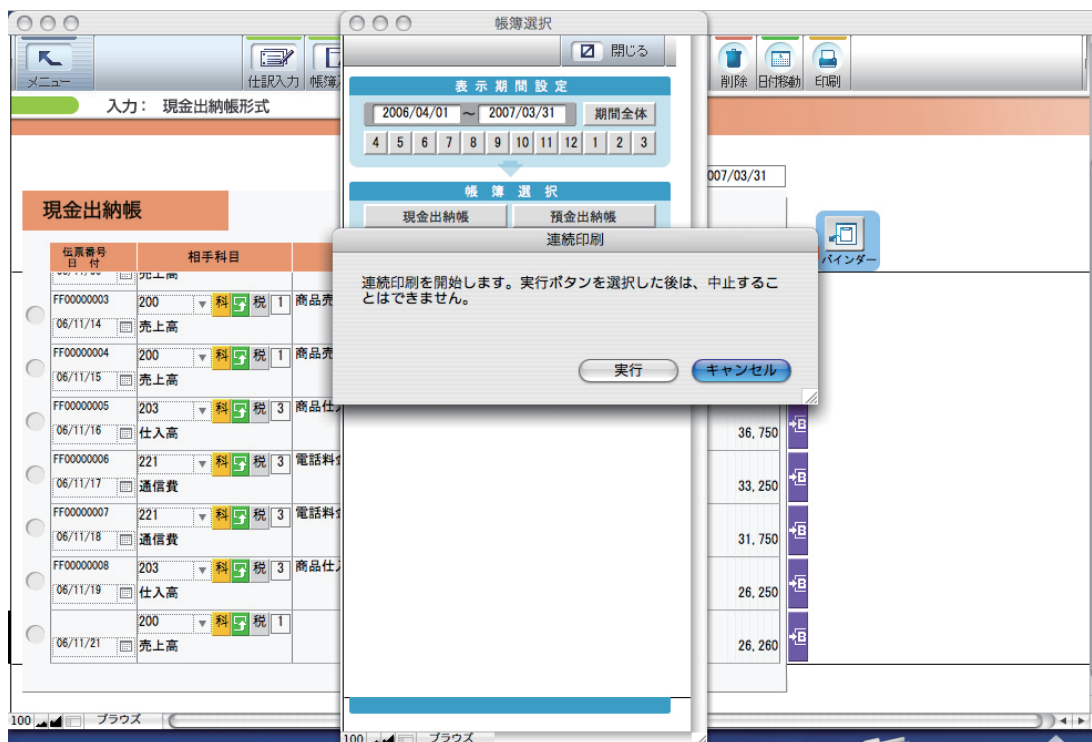 帳簿選択
閉じる
メニュー
仕訳入力
削除
日付移動
印刷
入力: 現金出納帳形式
表示期間設定
2006/04/01 ～ 2007/03/31 期間全体
4 5 6 7 8 9 10 11 12 1 2 3
007/03/31
帳簿選択
現金出納帳 預金出納帳
現金出納帳
バインダー
伝票番号
日付
相手科目
連続印刷
連続印刷を開始します。実行ボタンを選択した後は、中止するこ
とはできません。
実行 キャンセル
売上高
FF00000003 200 科 税 1 商品売
06/11/14 売上高
FF00000004 200 科 税 1 商品売
06/11/15 売上高
FF00000005 203 科 税 3 商品仕
06/11/16 仕入高 36,750 B
FF00000006 221 科 税 3 電話料
06/11/17 通信費 33,250 B
FF00000007 221 科 税 3 電話料
06/11/18 通信費 31,750 B
FF00000008 203 科 税 3 商品仕
06/11/19 仕入高 26,250 B
200 科 税 1
06/11/21 売上高 26,260 B
100 ブラウズ
100 ブラウズ